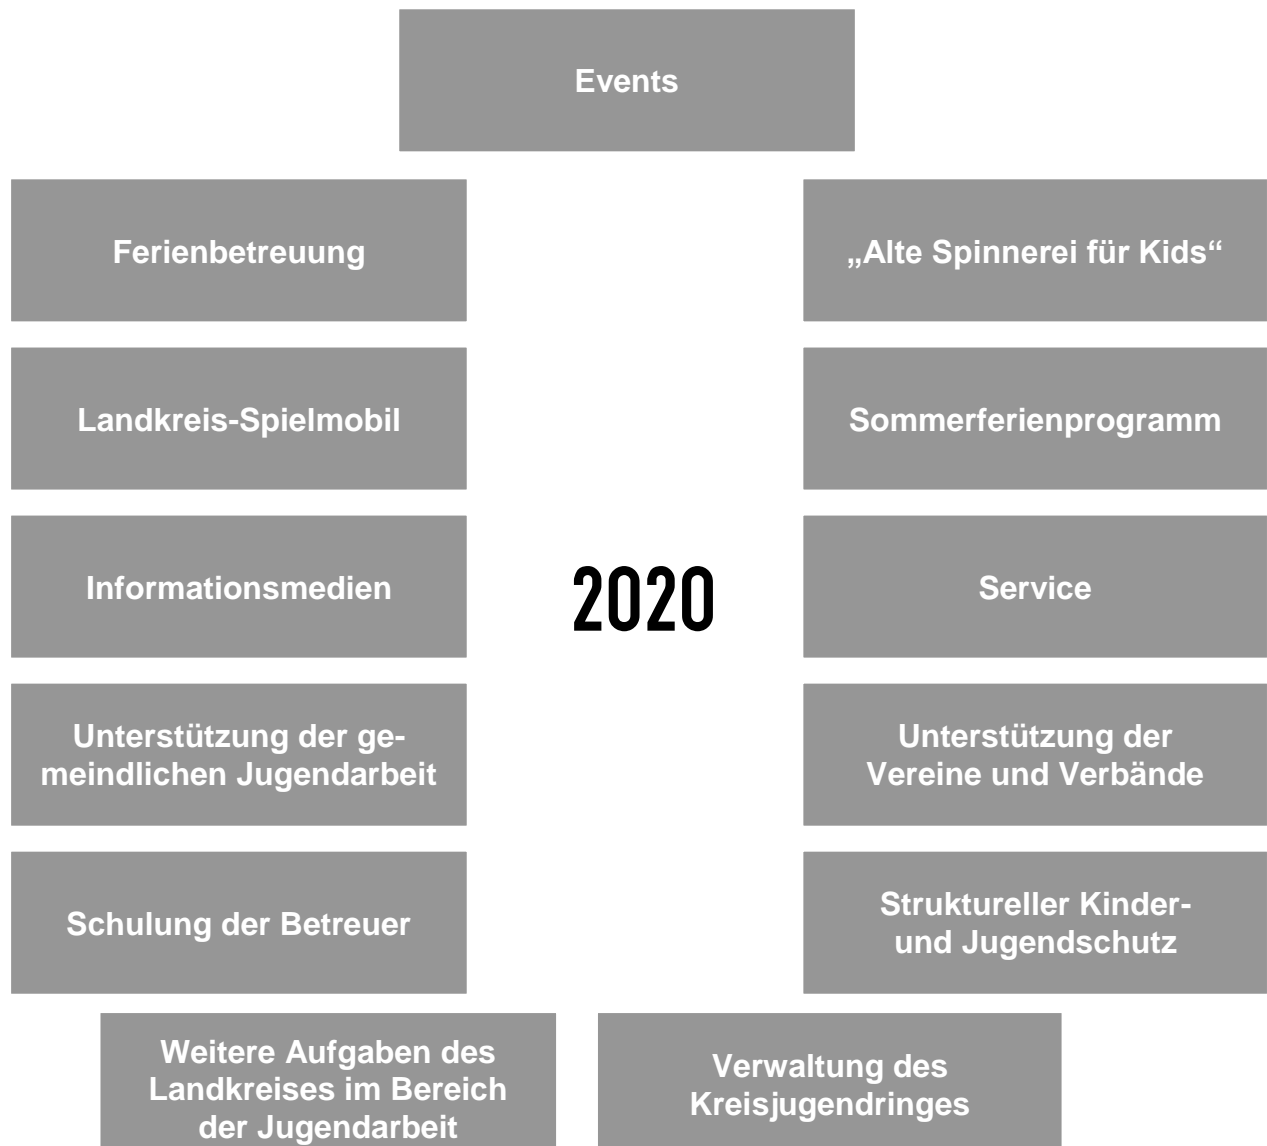 Events
Ferienbetreuung
„Alte Spinnerei für Kids“
Landkreis-Spielmobil
Sommerferienprogramm
Informationsmedien
2020
Service
Unterstützung der ge-
meindlichen Jugendarbeit
Unterstützung der
Vereine und Verbände
Schulung der Betreuer
Struktureller Kinder-
und Jugendschutz
Weitere Aufgaben des
Landkreises im Bereich
der Jugendarbeit
Verwaltung des
Kreisjugendringes